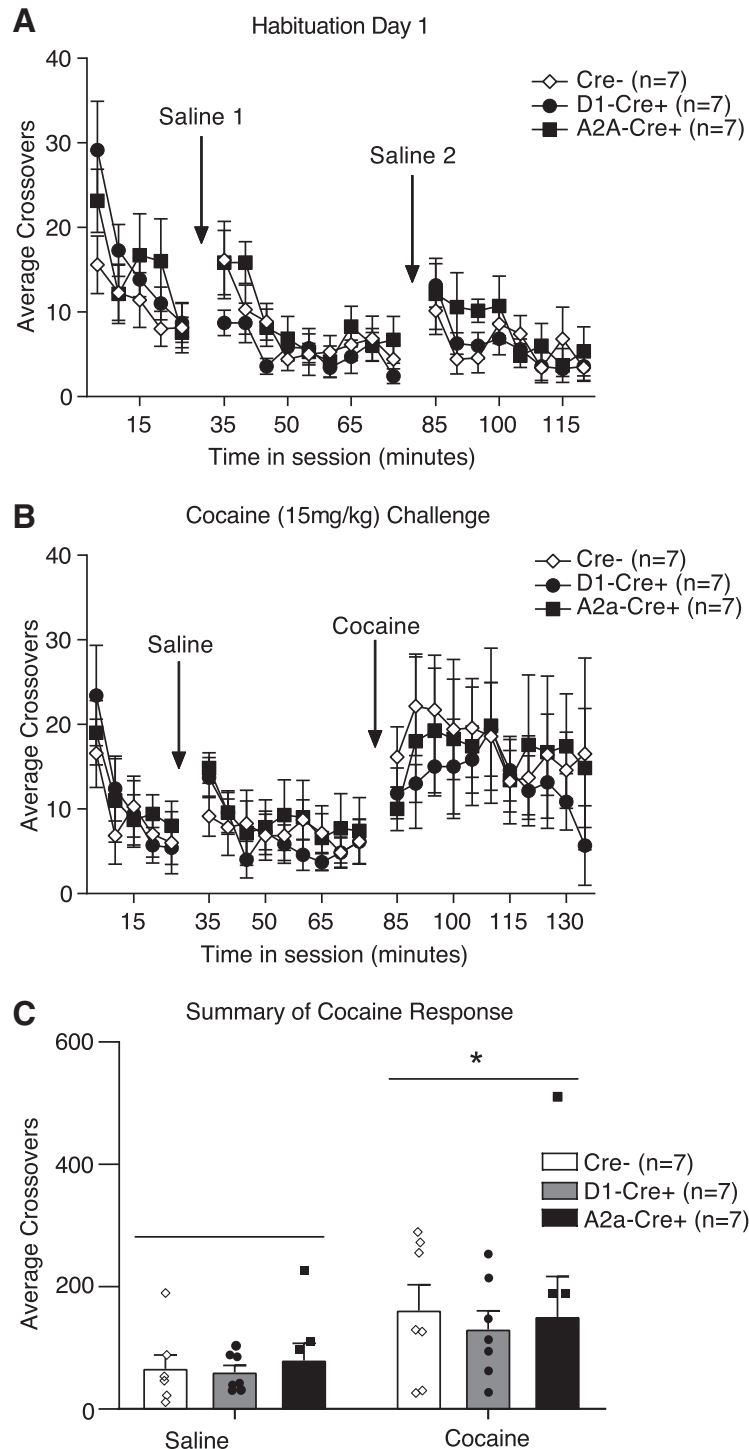 A
Habituation Day 1
40
30
20
10
0
Average Crossovers
Saline 1
Saline 2
Cre- (n=7)
D1-Cre+ (n=7)
A2A-Cre+ (n=7)
15 35 50 65 85 100 115
Time in session (minutes)
B
Cocaine (15mg/kg) Challenge
40
30
20
10
0
Average Crossovers
Saline
Cocaine
Cre- (n=7)
D1-Cre+ (n=7)
A2a-Cre+ (n=7)
15 35 50 65 85 100 115 130
Time in session (minutes)
C
Summary of Cocaine Response
600
400
200
0
Average Crossovers
*
Cre- (n=7)
D1-Cre+ (n=7)
A2a-Cre+ (n=7)
Saline Cocaine